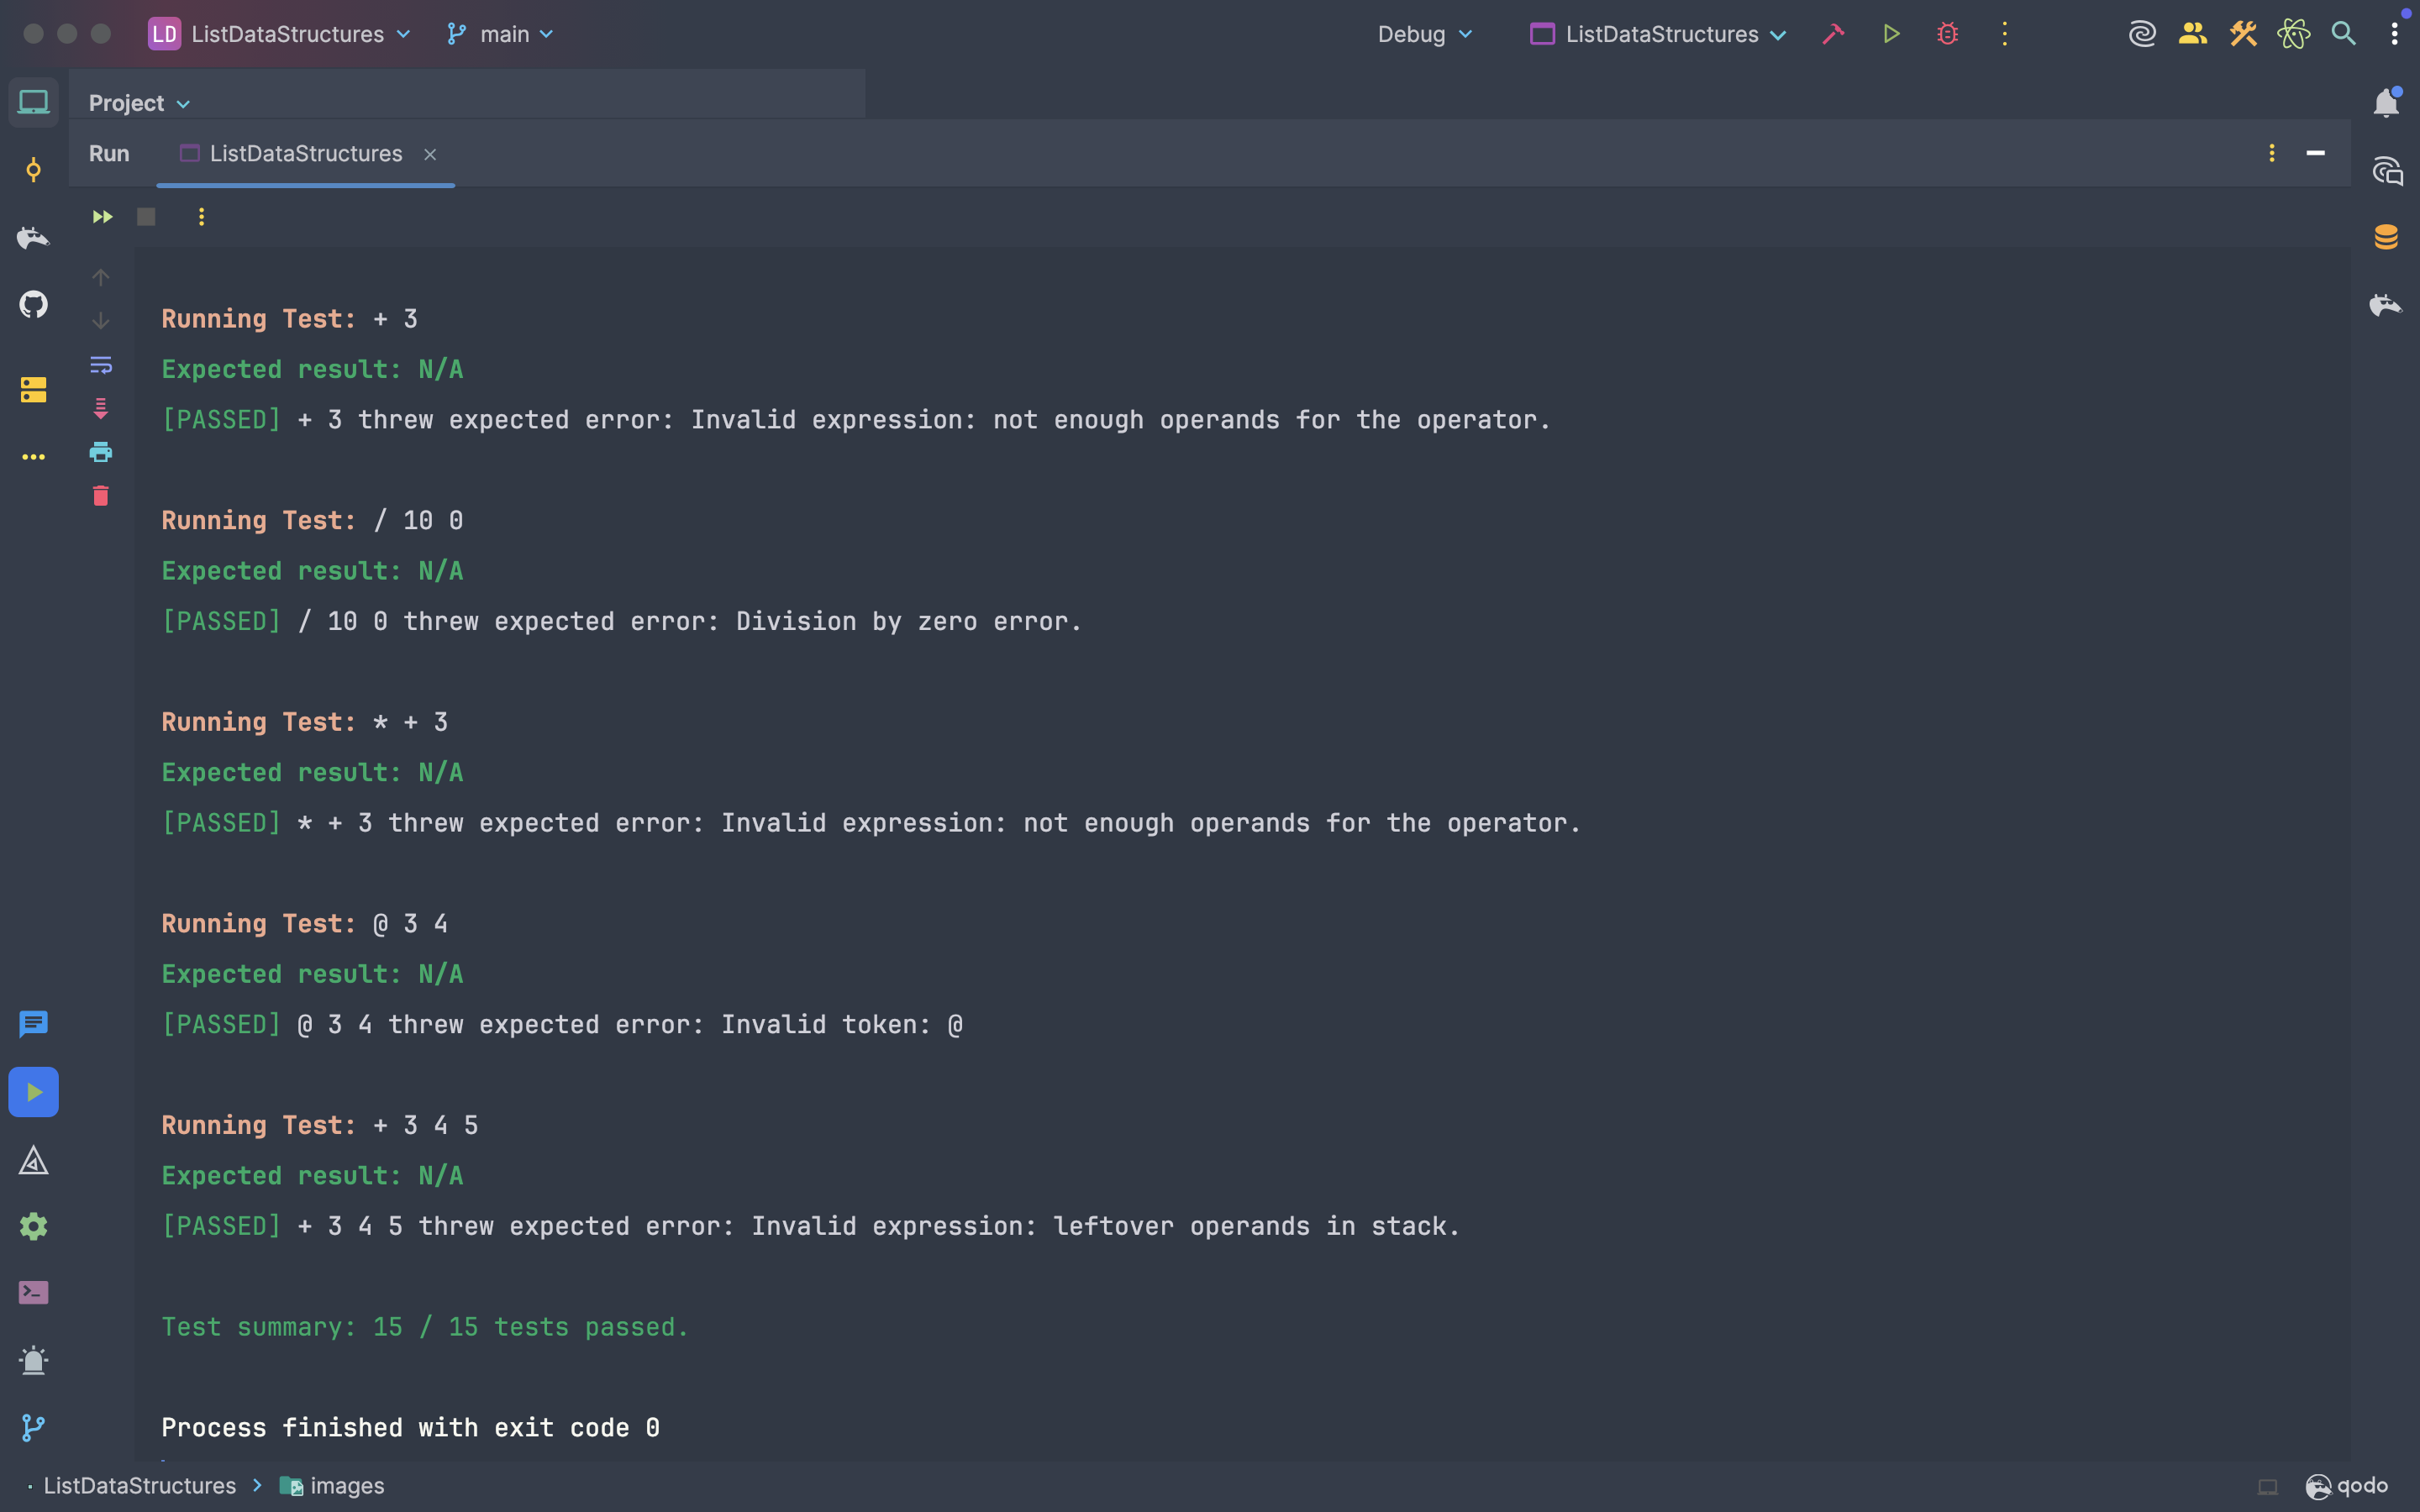 LD ListDataStructures main Debug ListDataStructures
Project
Run ListDataStructures
Running Test: + 3
Expected result: N/A
[PASSED] + 3 threw expected error: Invalid expression: not enough operands for the operator.
Running Test: / 10 0
Expected result: N/A
[PASSED] / 10 0 threw expected error: Division by zero error.
Running Test: * + 3
Expected result: N/A
[PASSED] * + 3 threw expected error: Invalid expression: not enough operands for the operator.
Running Test: @ 3 4
Expected result: N/A
[PASSED] @ 3 4 threw expected error: Invalid token: @
Running Test: + 3 4 5
Expected result: N/A
[PASSED] + 3 4 5 threw expected error: Invalid expression: leftover operands in stack.
Test summary: 15 / 15 tests passed.
Process finished with exit code 0
ListDataStructures > images qodo